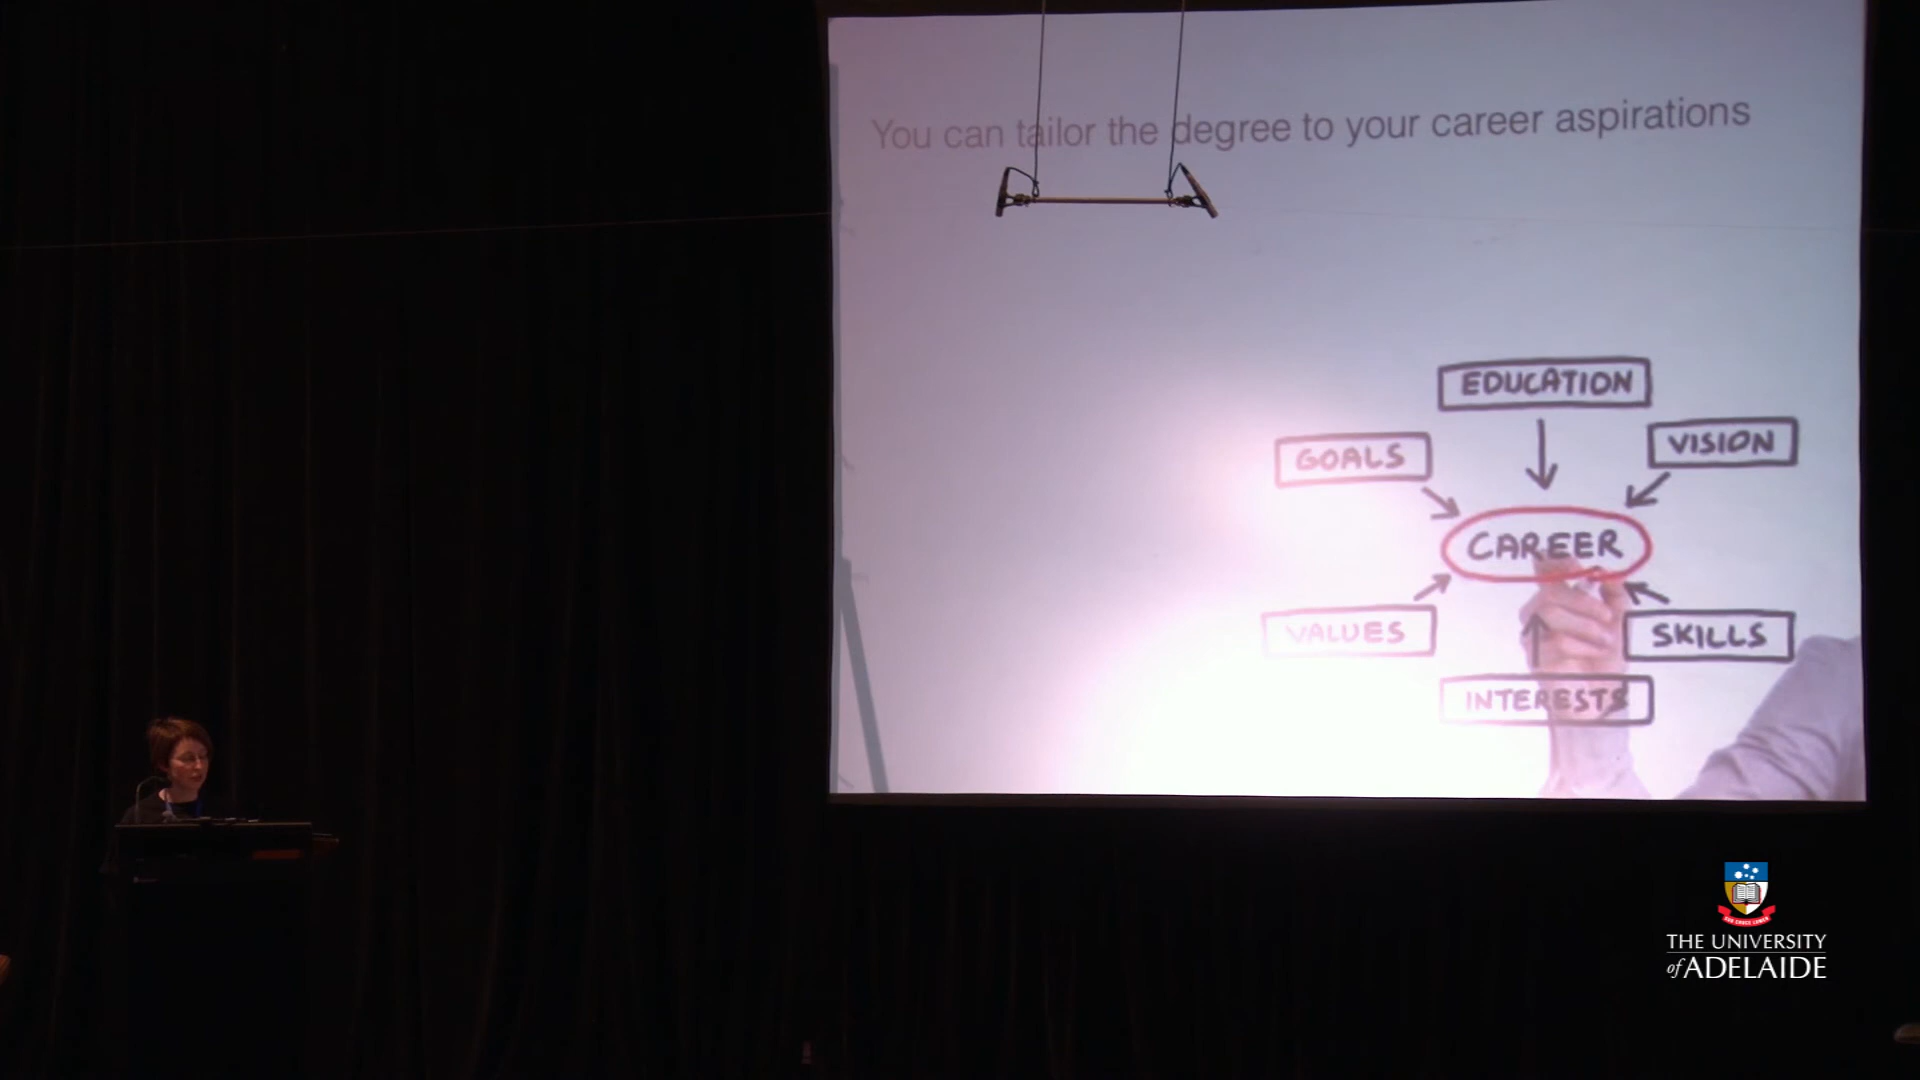 You can tailor the degree to your career aspirations
EDUCATION
GOALS
VISION
CAREER
VALUES
SKILLS
INTERESTS
THE UNIVERSITY
of ADELAIDE